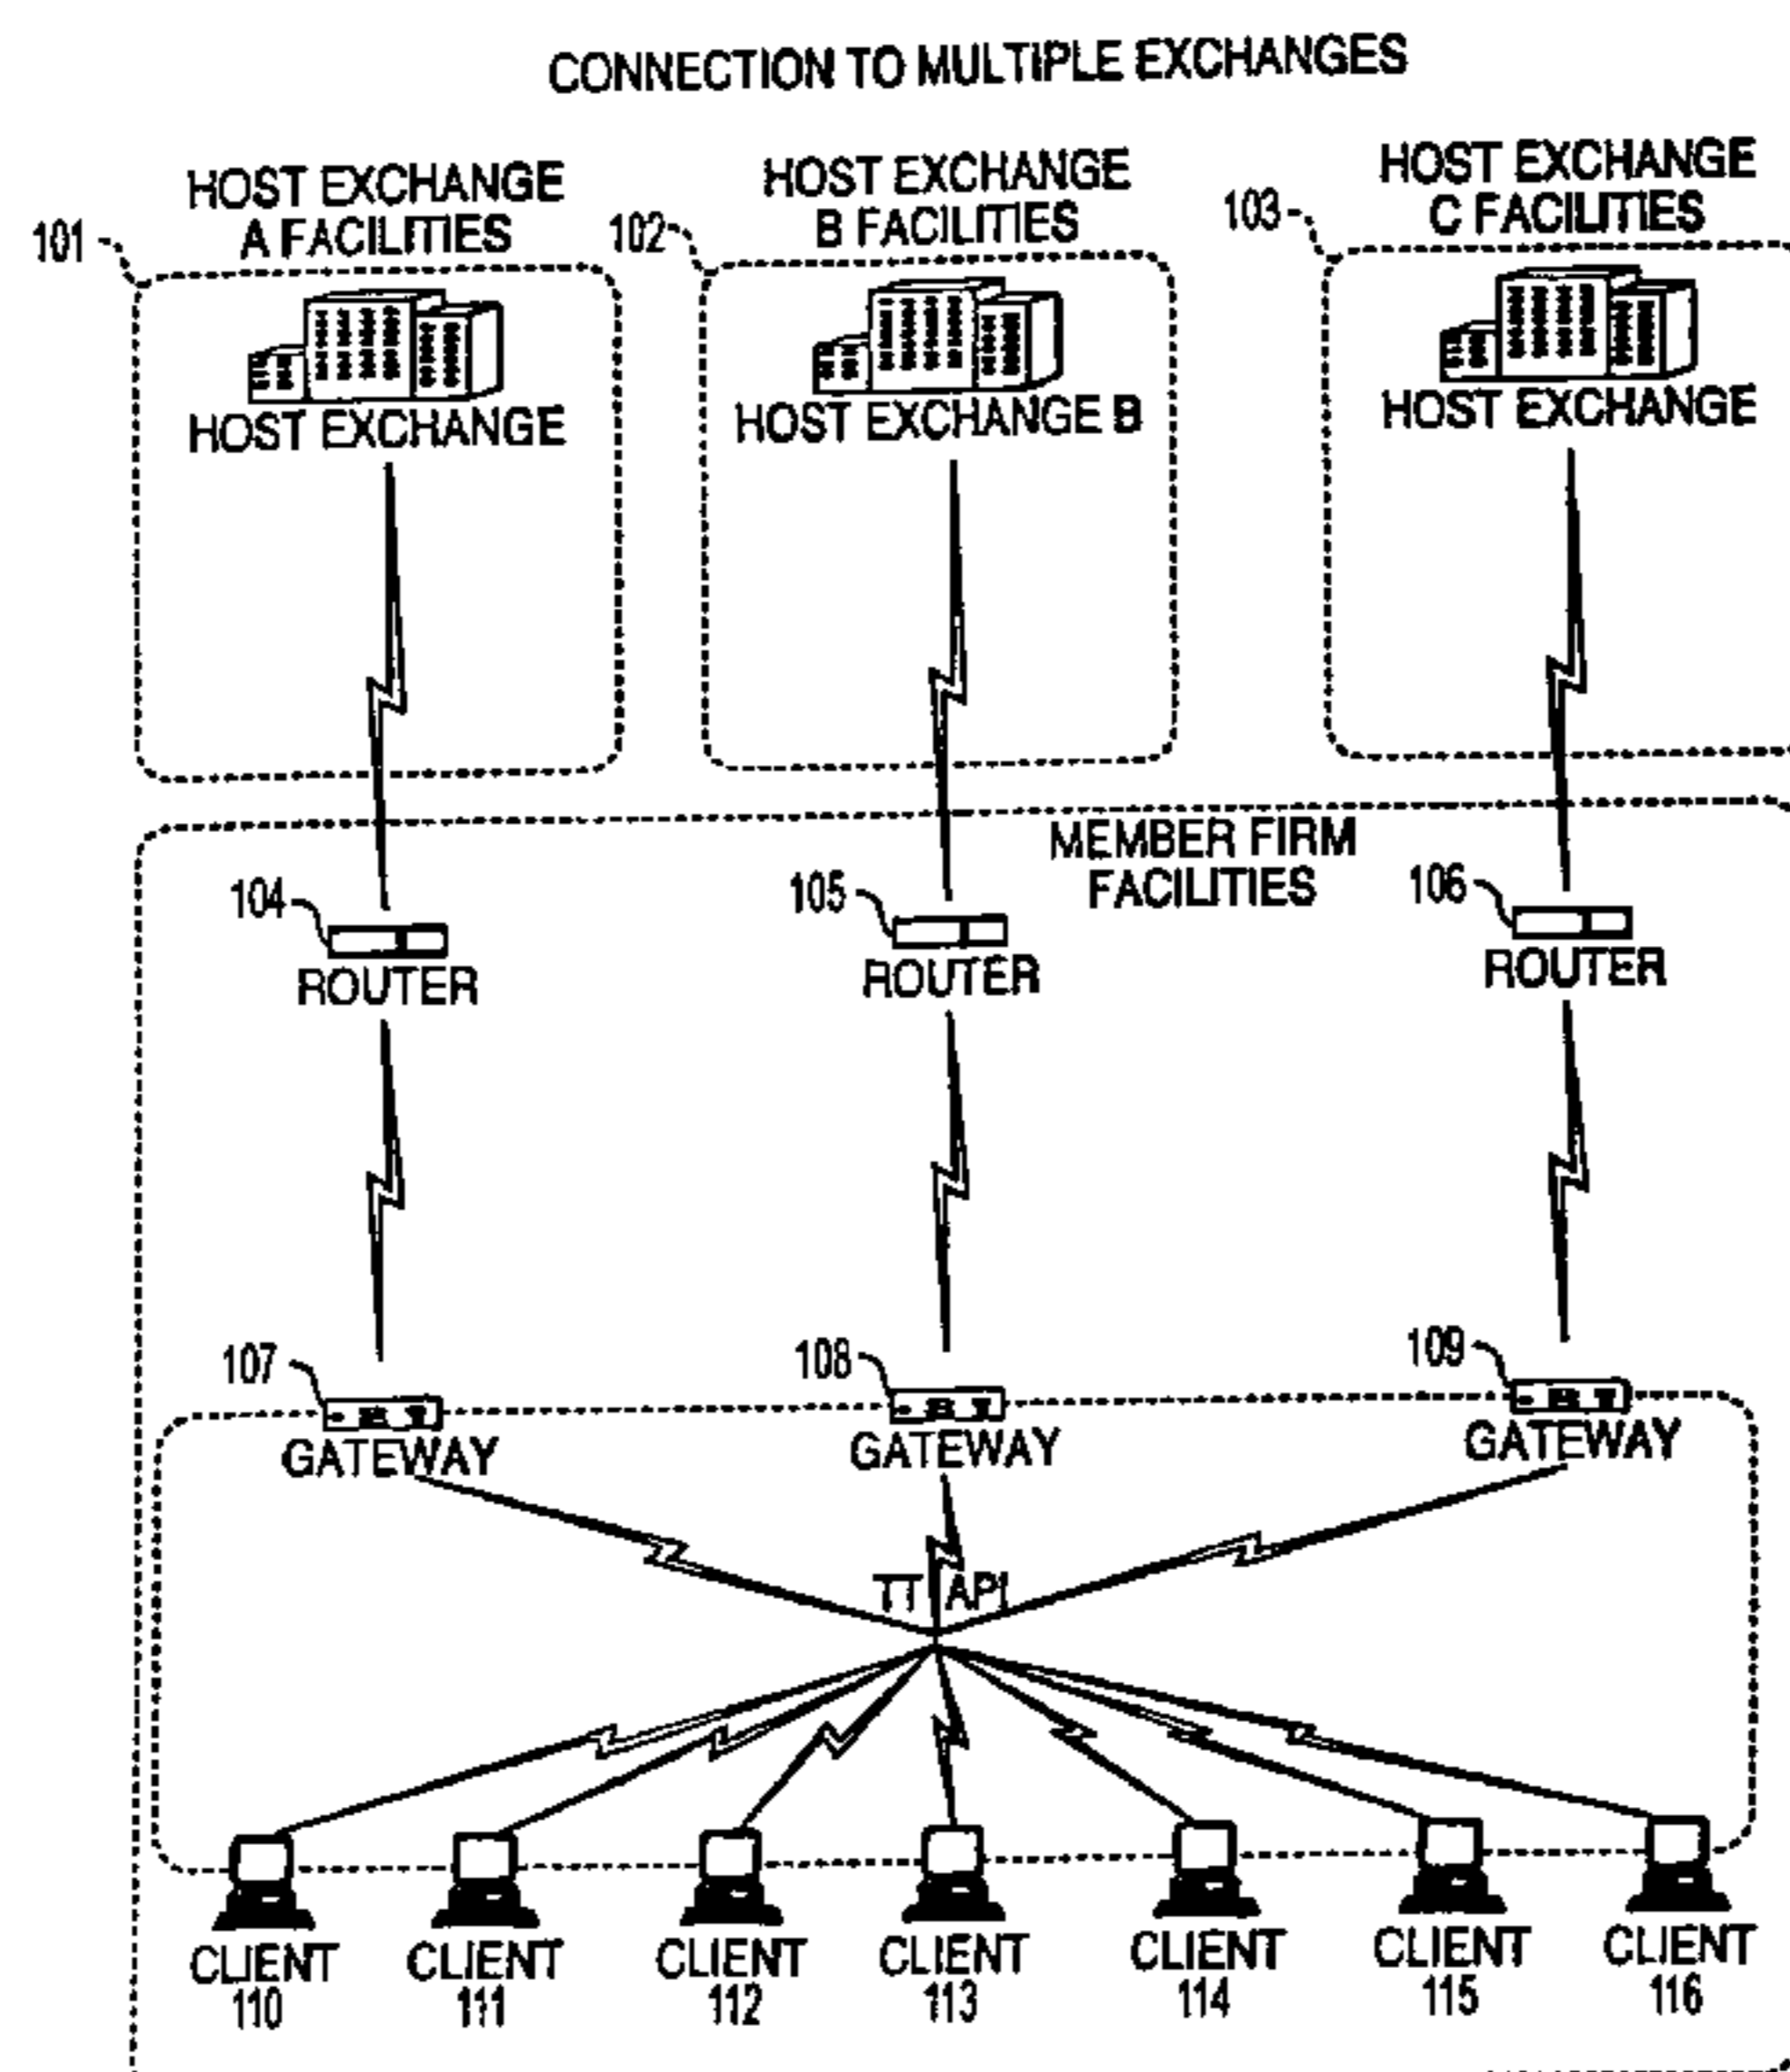 CONNECTION TO MULTIPLE EXCHANGES
HOST EXCHANGE
A FACILITIES
HOST EXCHANGE
B FACILITIES
HOST EXCHANGE
C FACILITIES
101
102
103
HOST EXCHANGE
HOST EXCHANGE B
HOST EXCHANGE
MEMBER FIRM
FACILITIES
104
105
106
ROUTER
ROUTER
ROUTER
107
108
109
GATEWAY
GATEWAY
GATEWAY
TT API
CLIENT
110
CLIENT
111
CLIENT
112
CLIENT
113
CLIENT
114
CLIENT
115
CLIENT
116